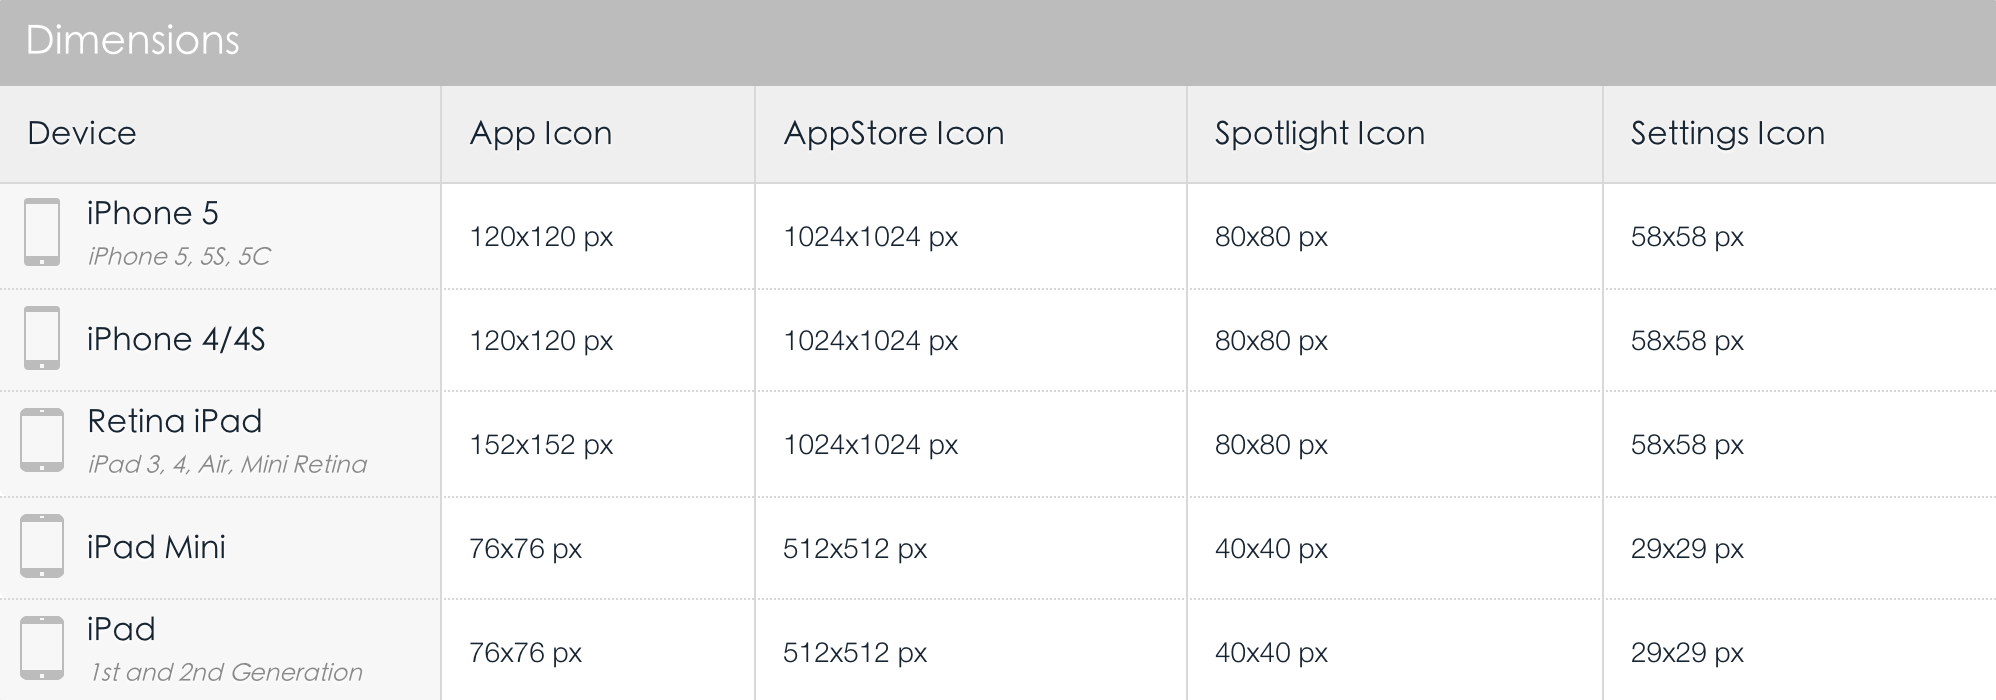 Dimensions
Device App Icon AppStore Icon Spotlight Icon Settings Icon
iPhone 5
iPhone 5, 5S, 5C
120x120 px 1024x1024 px 80x80 px 58x58 px
iPhone 4/4S 120x120 px 1024x1024 px 80x80 px 58x58 px
Retina iPad
iPad 3, 4, Air, Mini Retina
152x152 px 1024x1024 px 80x80 px 58x58 px
iPad Mini 76x76 px 512x512 px 40x40 px 29x29 px
iPad
1st and 2nd Generation
76x76 px 512x512 px 40x40 px 29x29 px